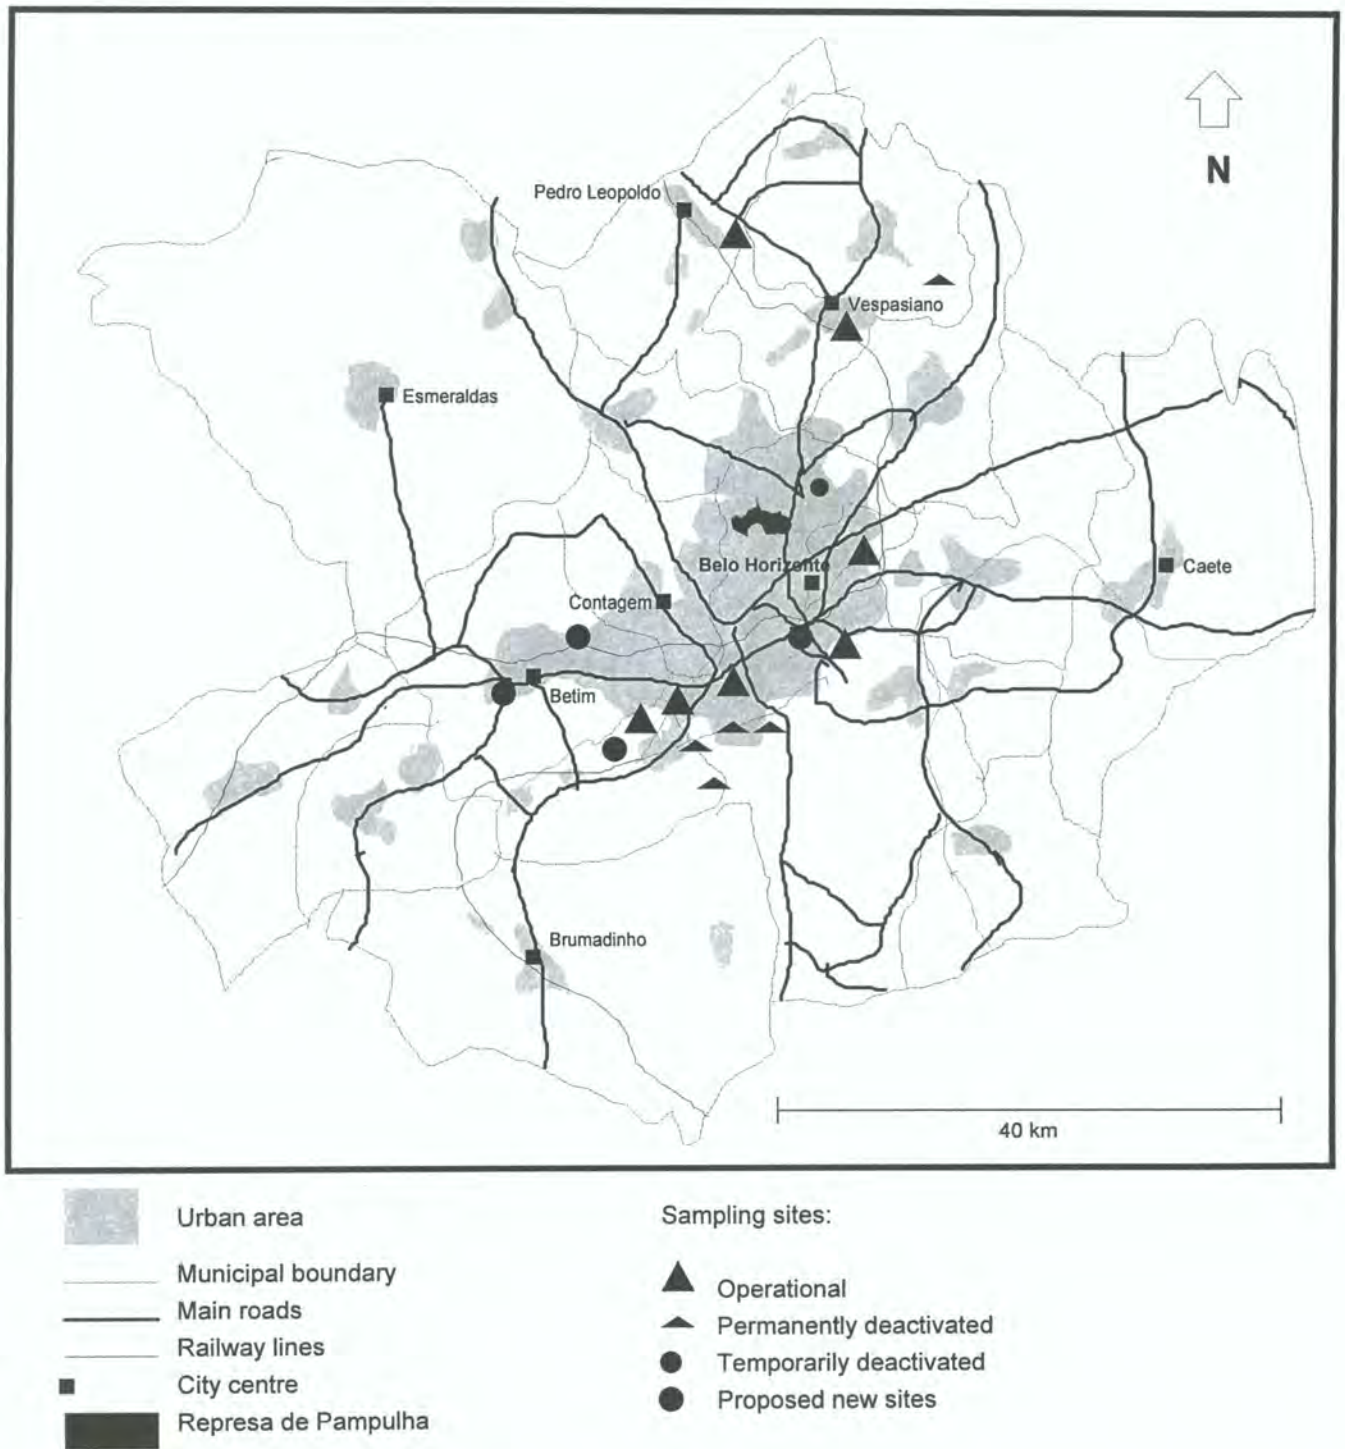 N
Pedro Leopoldo
Vespasiano
Esmeraldas
Belo Horizonte
Caete
Contagem
Betim
Brumadinho
40 km
Urban area
Municipal boundary
Main roads
Railway lines
City centre
Represa de Pampulha
Sampling sites:
Operational
Permanently deactivated
Temporarily deactivated
Proposed new sites